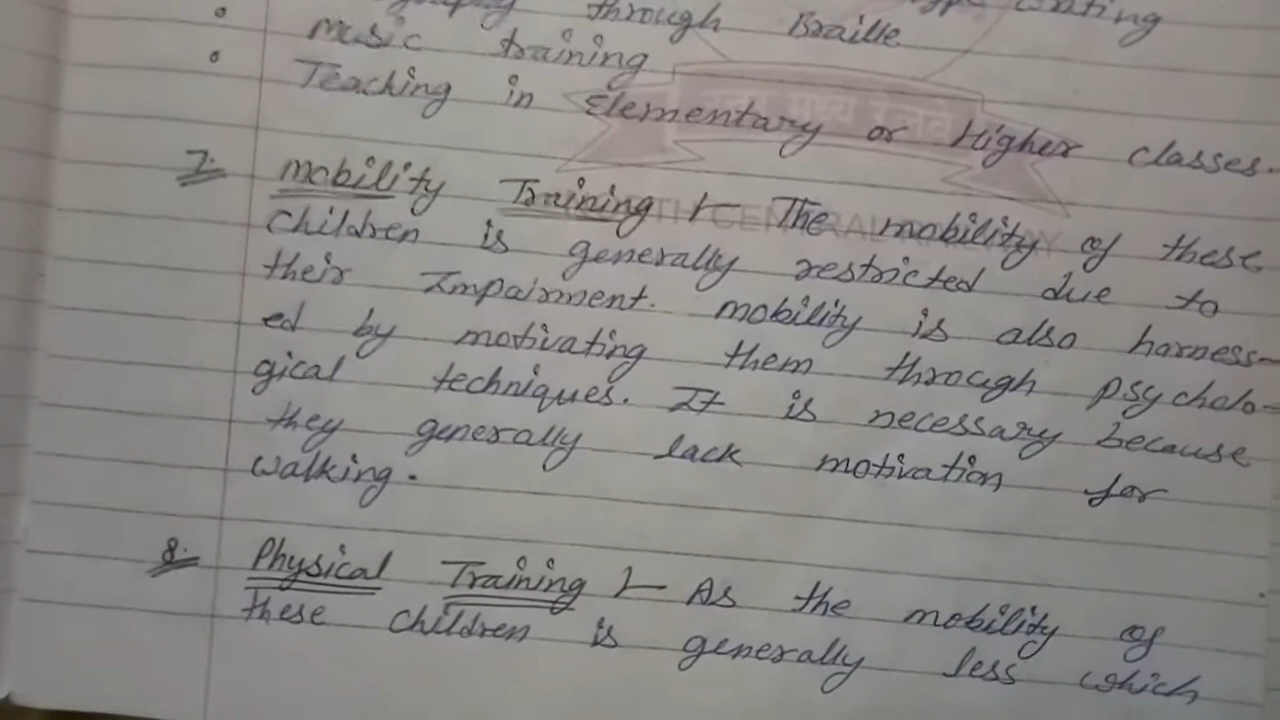 through Braille
• Music training
• Teaching in Elementary or Higher classes.
7. Mobility Training :- The mobility of these
children is generally restricted due to
their Impairment. Mobility is also harness-
ed by motivating them through psycholo-
gical techniques. It is necessary because
they generally lack motivation for
walking.
8. Physical Training :- As the mobility of
these children is generally less which